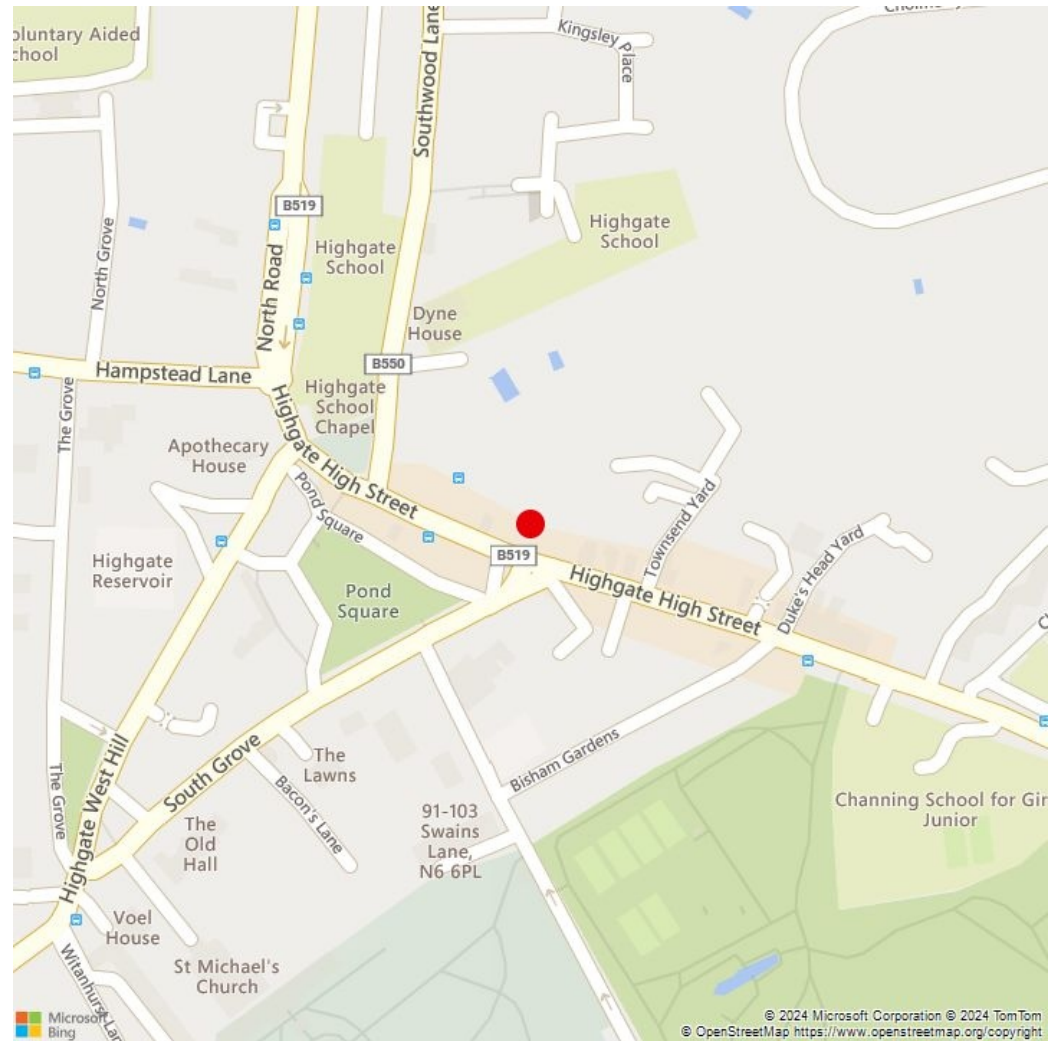 oluntary Aided
chool
Southwood Lane
Kingsley
Place
B519
North Grove
Highgate
School
North Road
Highgate
School
Dyne
House
B550
Hampstead Lane
The Grove
Highgate
School
Chapel
Apothecary
House
Highgate High Street
Pond Square
Townsend Yard
B519
Duke's Head Yard
Highgate
Reservoir
Pond
Square
Highgate High Street
Bisham Gardens
South Grove
The
Lawns
Highgate West Hill
The Grove
Bacon's Lane
The
Old
Hall
91-103
Swains
Lane,
N6 6PL
Channing School for Gir
Junior
Voel
House
St Michael's
Church
Witanhurst Lan
Microsoft
Bing
© 2024 Microsoft Corporation © 2024 TomTom
© OpenStreetMap https://www.openstreetmap.org/copyright